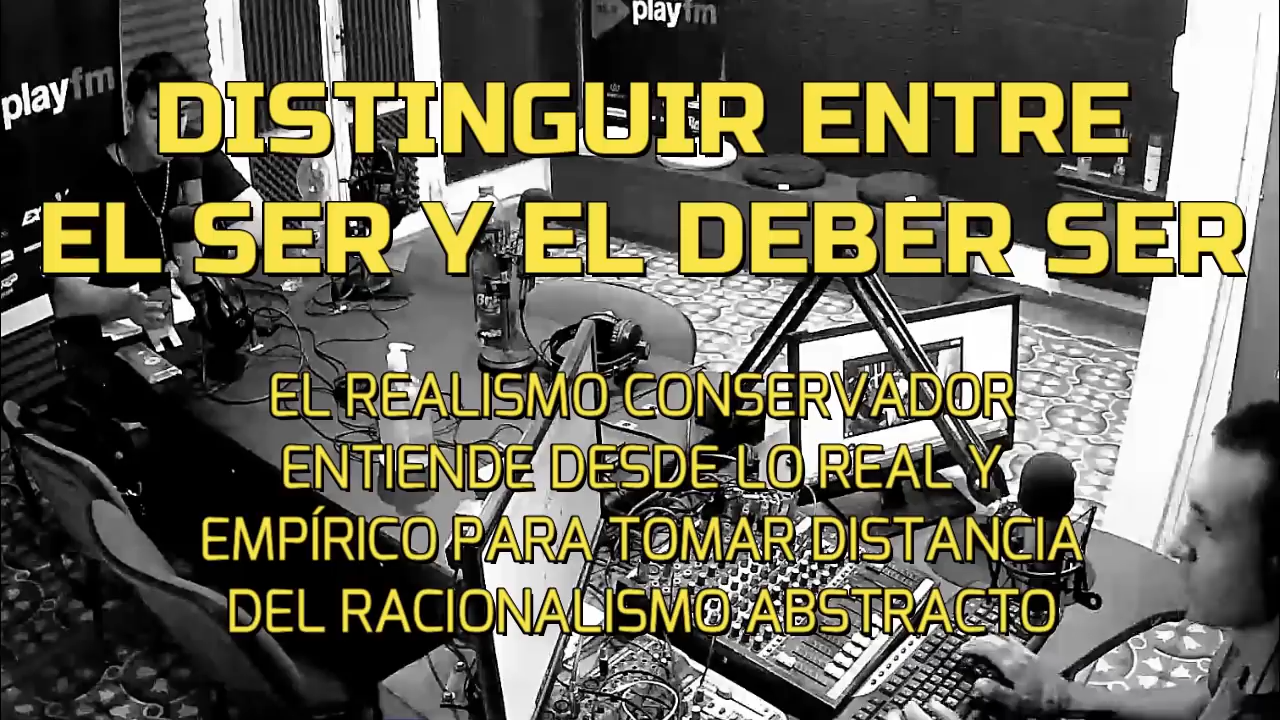 playfm
playfm
DISTINGUIR ENTRE
EL SER Y EL DEBER SER
EL REALISMO CONSERVADOR
ENTIENDE DESDE LO REAL Y
EMPÍRICO PARA TOMAR DISTANCIA
DEL RACIONALISMO ABSTRACTO